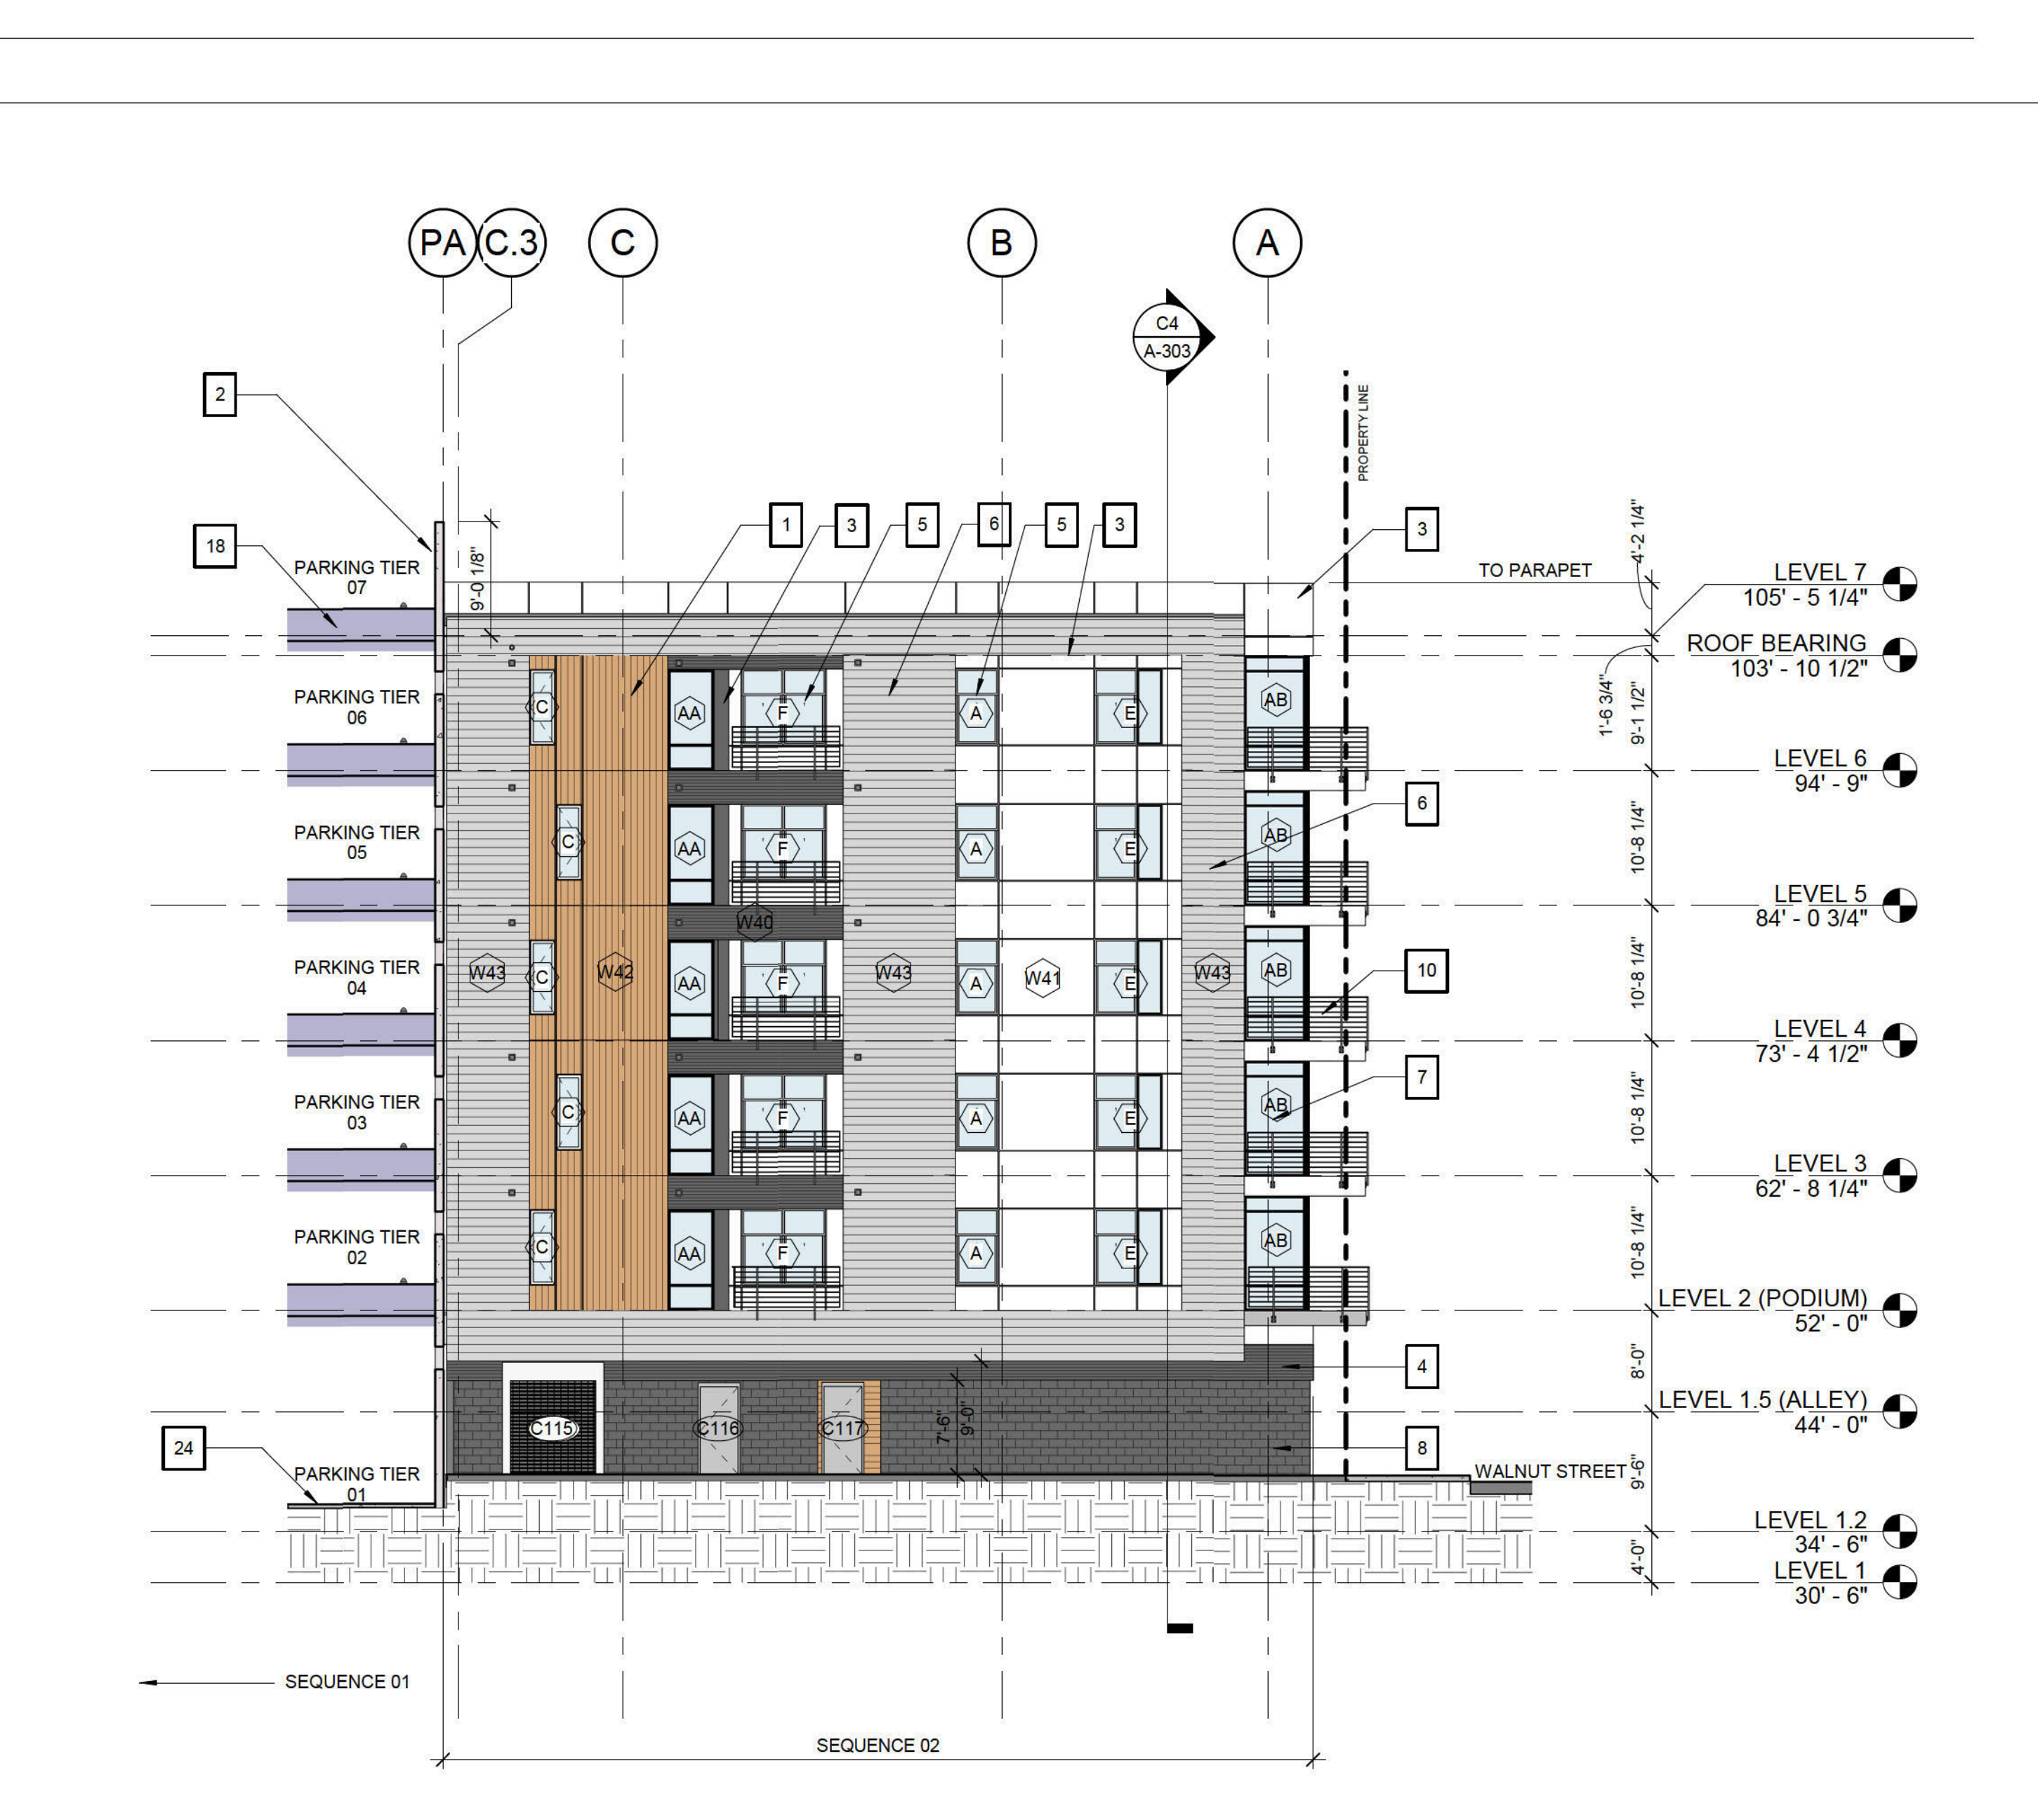 PA
C.3
C
B
A
C4
A-303
PROPERTY LINE
2
18
9'-0 1/8"
1
3
5
6
5
3
3
TO PARAPET
4'-2 1/4"
LEVEL 7
105' - 5 1/4"
ROOF BEARING
103' - 10 1/2"
1'-6 3/4"
9'-1 1/2"
PARKING TIER
07
PARKING TIER
06
C
AA
F
A
E
AB
LEVEL 6
94' - 9"
6
10'-8 1/4"
PARKING TIER
05
C
AA
F
A
E
AB
LEVEL 5
84' - 0 3/4"
W40
10'-8 1/4"
PARKING TIER
04
W43
C
W42
AA
F
W43
A
W41
E
W43
AB
10
LEVEL 4
73' - 4 1/2"
7
10'-8 1/4"
PARKING TIER
03
C
AA
F
A
E
AB
LEVEL 3
62' - 8 1/4"
10'-8 1/4"
PARKING TIER
02
C
AA
F
A
E
AB
LEVEL 2 (PODIUM)
52' - 0"
4
8'-0"
LEVEL 1.5 (ALLEY)
44' - 0"
C115
C116
C117
7'-6"
9'-0"
8
24
PARKING TIER
01
WALNUT STREET
9'-6"
LEVEL 1.2
34' - 6"
4'-0"
LEVEL 1
30' - 6"
SEQUENCE 01
SEQUENCE 02